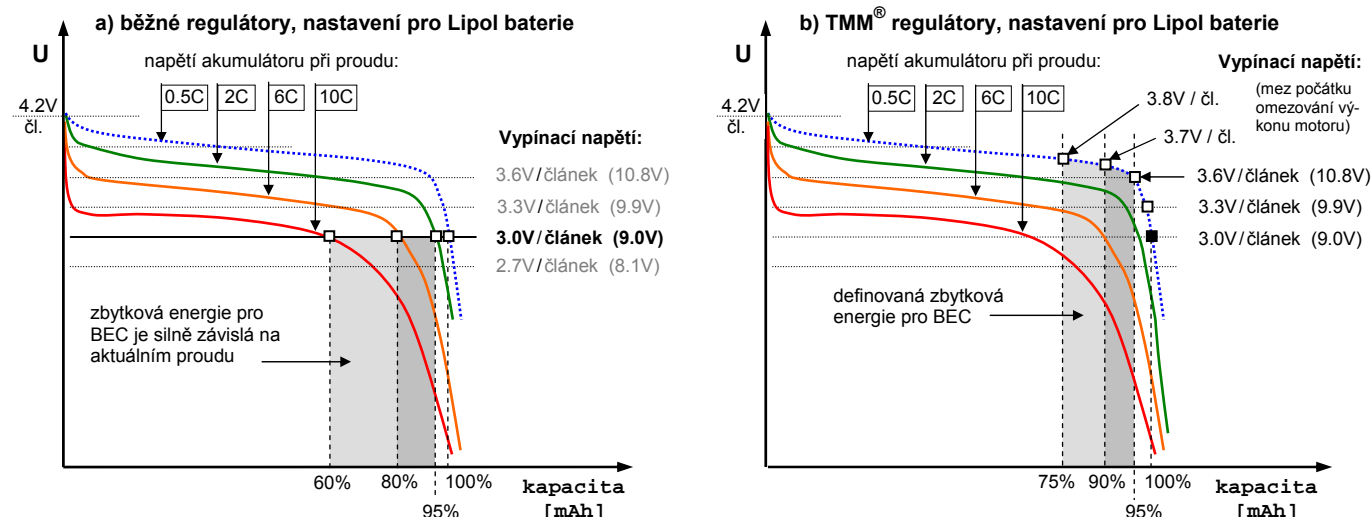 a) běžné regulátory, nastavení pro Lipol baterie
U
napětí akumulátoru při proudu:
0.5C 2C 6C 10C
4.2V
čl.
Vypínací napětí:
3.6V/článek (10.8V)
3.3V/článek (9.9V)
3.0V/článek (9.0V)
2.7V/článek (8.1V)
zbytková energie pro
BEC je silně závislá na
aktuálním proudu
60% 80% 100%
95%
kapacita
[mAh]
b) TMM® regulátory, nastavení pro Lipol baterie
U
napětí akumulátoru při proudu:
0.5C 2C 6C 10C
4.2V
čl.
Vypínací napětí:
(mez počátku
omezování vý-
konu motoru)
3.8V / čl.
3.7V / čl.
3.6V/článek (10.8V)
3.3V/článek (9.9V)
3.0V/článek (9.0V)
definovaná zbytková
energie pro BEC
75% 90% 100%
95%
kapacita
[mAh]